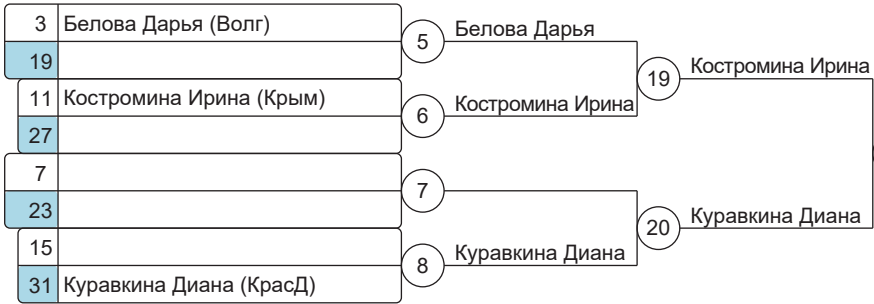 3 Белова Дарья (Волг)
19
5 Белова Дарья
11 Костромина Ирина (Крым)
27
6 Костромина Ирина
19 Костромина Ирина
7
23
7
15
31 Куравкина Диана (КрасД)
8 Куравкина Диана
20 Куравкина Диана